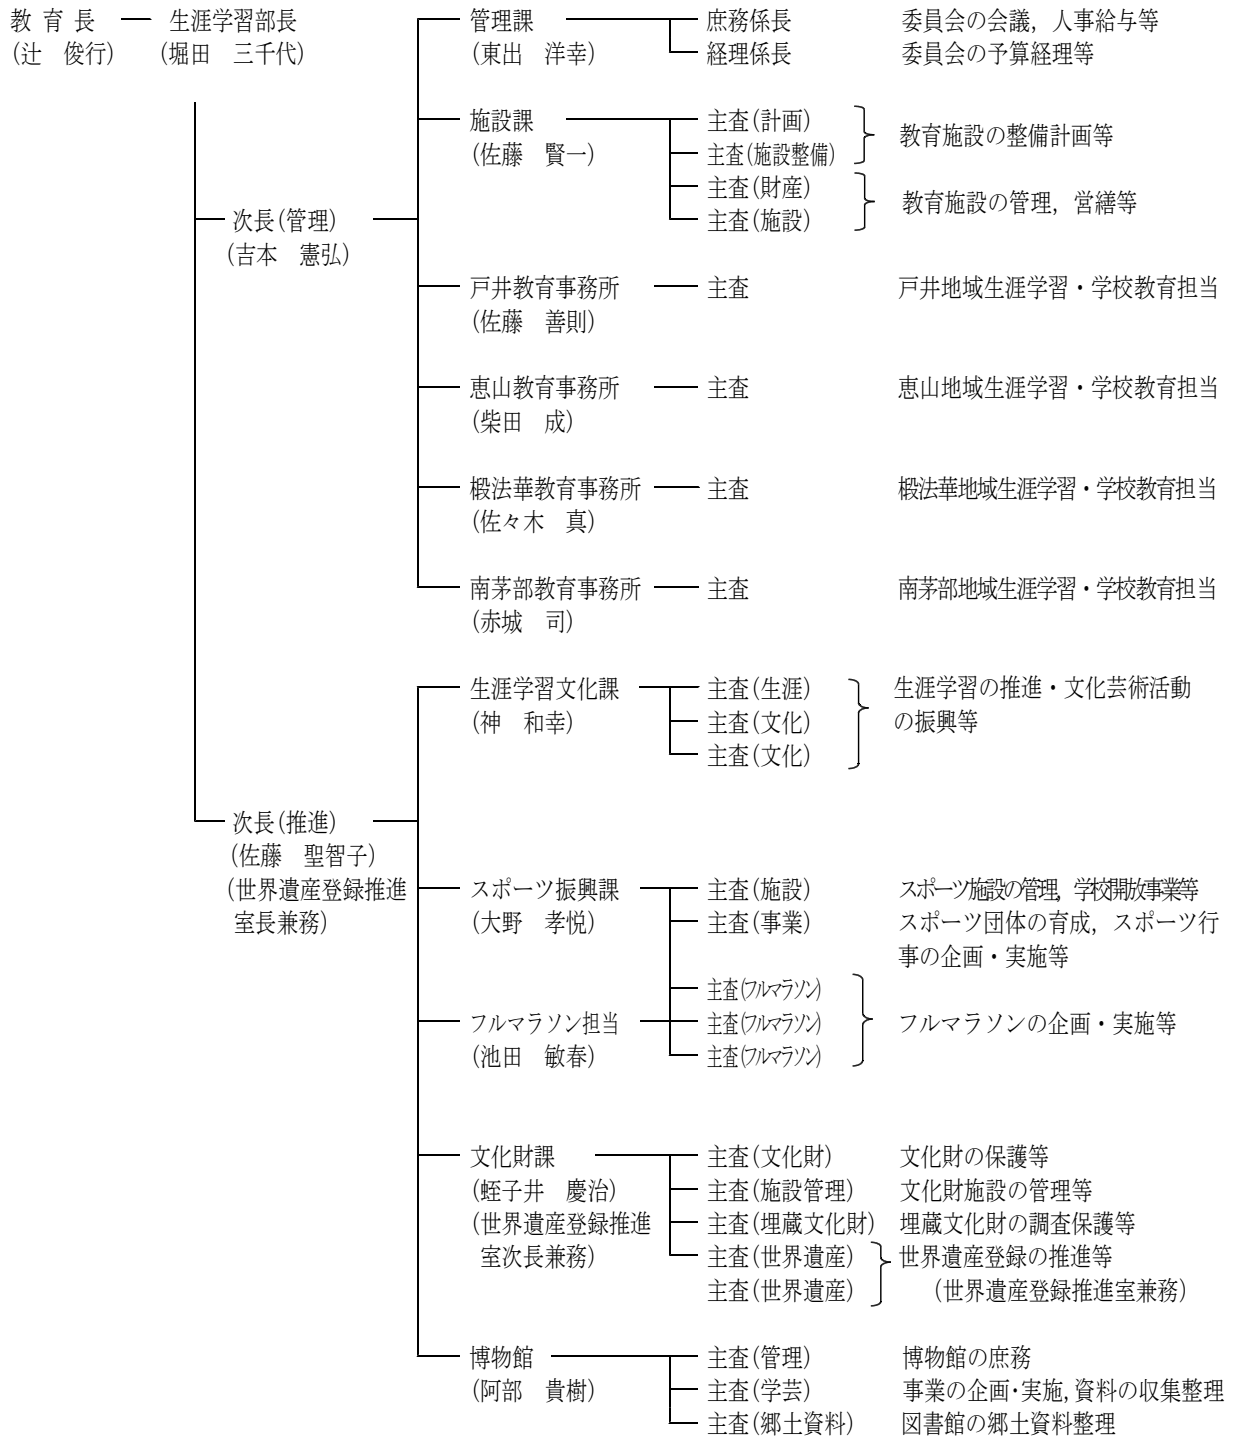 教育長 生涯学習部長 管理課 庶務係長 委員会の会議，人事給与等
(辻　俊行) (堀田　三千代) (東出　洋幸) 経理係長 委員会の予算経理等
施設課 主査(計画) 教育施設の整備計画等
(佐藤　賢一) 主査(施設整備)
主査(財産) 教育施設の管理，営繕等
次長(管理) 主査(施設)
(吉本　憲弘)
戸井教育事務所 主査 戸井地域生涯学習・学校教育担当
(佐藤　善則)
恵山教育事務所 主査 恵山地域生涯学習・学校教育担当
(柴田　成)
椴法華教育事務所 主査 椴法華地域生涯学習・学校教育担当
(佐々木　真)
南茅部教育事務所 主査 南茅部地域生涯学習・学校教育担当
(赤城　司)
生涯学習文化課 主査(生涯) 生涯学習の推進・文化芸術活動
(神　和幸) 主査(文化) の振興等
主査(文化)
次長(推進)
(佐藤　聖智子)
(世界遺産登録推進 スポーツ振興課 主査(施設) スポーツ施設の管理，学校開放事業等
室長兼務) (大野　孝悦) 主査(事業) スポーツ団体の育成，スポーツ行
事の企画・実施等
主査(フルマラソン)
フルマラソン担当 主査(フルマラソン) フルマラソンの企画・実施等
(池田　敏春) 主査(フルマラソン)
文化財課 主査(文化財) 文化財の保護等
(蛭子井　慶治) 主査(施設管理) 文化財施設の管理等
(世界遺産登録推進 主査(埋蔵文化財) 埋蔵文化財の調査保護等
室次長兼務) 主査(世界遺産) 世界遺産登録の推進等
主査(世界遺産) (世界遺産登録推進室兼務)
博物館 主査(管理) 博物館の庶務
(阿部　貴樹) 主査(学芸) 事業の企画・実施，資料の収集整理
主査(郷土資料) 図書館の郷土資料整理